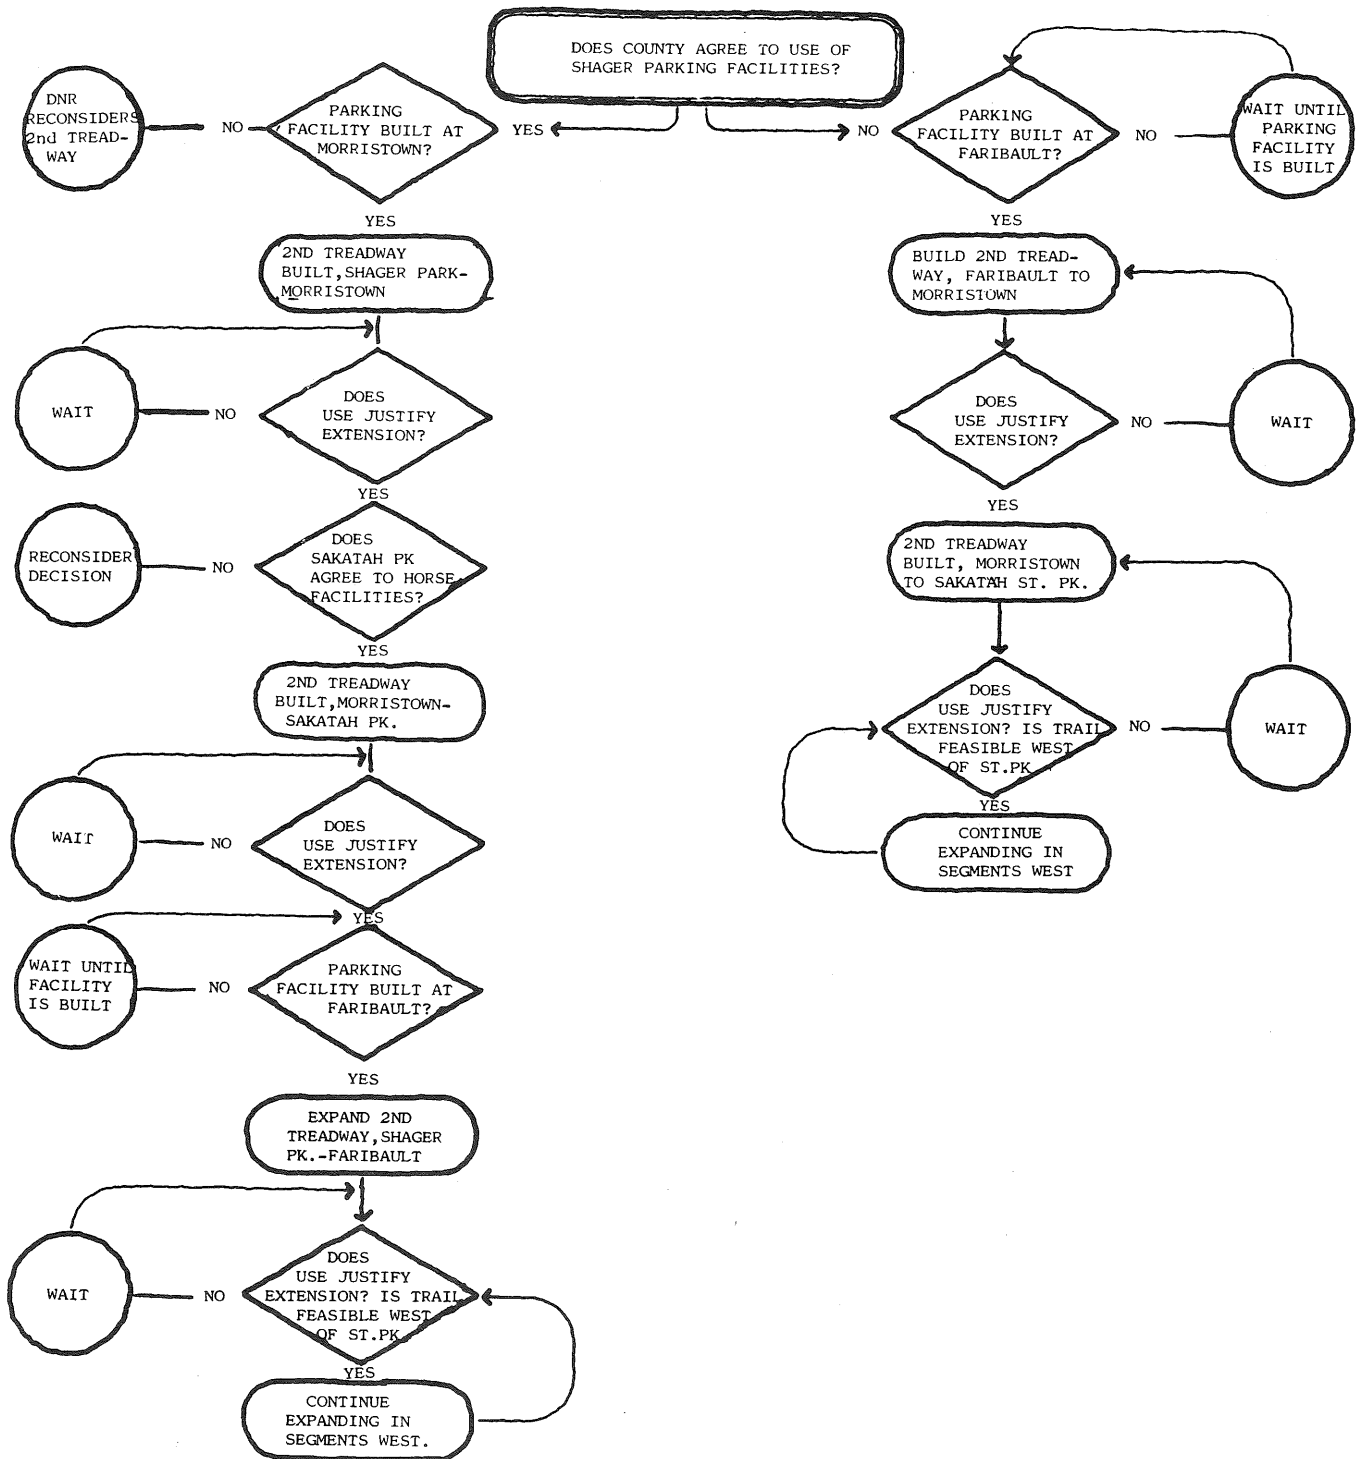 DOES COUNTY AGREE TO USE OF
SHAGER PARKING FACILITIES?
YES
NO
PARKING
FACILITY BUILT AT
MORRISTOWN?
NO
DNR
RECONSIDERS
2nd TREAD-
WAY
YES
2ND TREADWAY
BUILT,SHAGER PARK-
MORRISTOWN
DOES
USE JUSTIFY
EXTENSION?
NO
WAIT
YES
DOES
SAKATAH PK
AGREE TO HORSE
FACILITIES?
NO
RECONSIDER
DECISION
YES
2ND TREADWAY
BUILT,MORRISTOWN-
SAKATAH PK.
DOES
USE JUSTIFY
EXTENSION?
NO
WAIT
YES
PARKING
FACILITY BUILT AT
FARIBAULT?
NO
WAIT UNTIL
FACILITY
IS BUILT
YES
EXPAND 2ND
TREADWAY,SHAGER
PK.-FARIBAULT
DOES
USE JUSTIFY
EXTENSION? IS TRAIL
FEASIBLE WEST
OF ST.PK
NO
WAIT
YES
CONTINUE
EXPANDING IN
SEGMENTS WEST.
PARKING
FACILITY BUILT AT
FARIBAULT?
NO
WAIT UNTIL
PARKING
FACILITY
IS BUILT
YES
BUILD 2ND TREAD-
WAY, FARIBAULT TO
MORRISTOWN
DOES
USE JUSTIFY
EXTENSION?
NO
WAIT
YES
2ND TREADWAY
BUILT, MORRISTOWN
TO SAKATAH ST. PK.
DOES
USE JUSTIFY
EXTENSION? IS TRAIL
FEASIBLE WEST
OF ST.PK
NO
WAIT
YES
CONTINUE
EXPANDING IN
SEGMENTS WEST